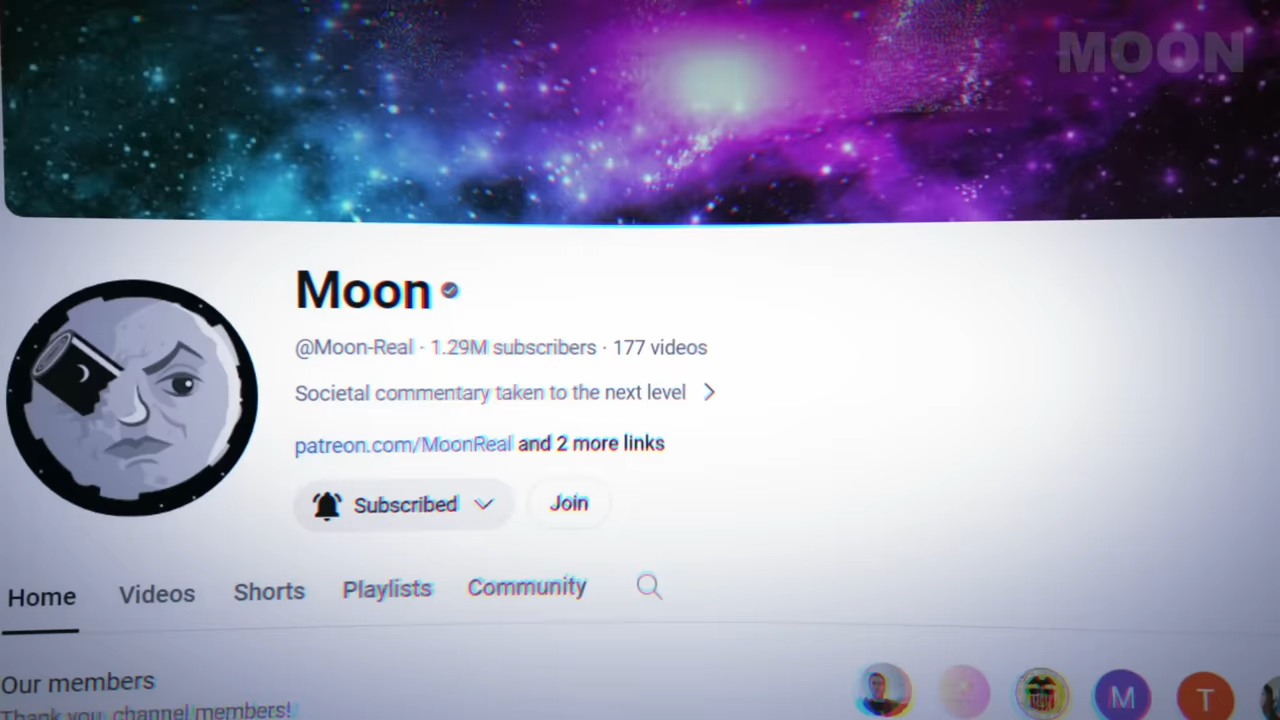 MOON
Moon
@Moon-Real · 1.29M subscribers · 177 videos
Societal commentary taken to the next level
patreon.com/MoonReal and 2 more links
Subscribed
Join
Home Videos Shorts Playlists Community
Our members
Thank you, channel members!
M T